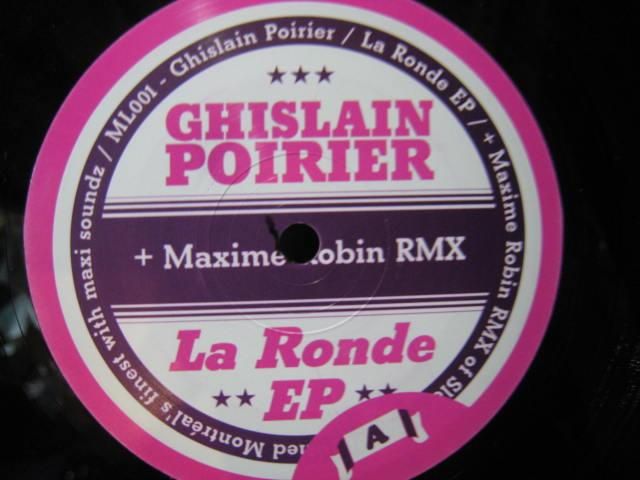 ML001 - Ghislain Poirier / La Ronde EP / + Maxime Robin RMX of
Montréal's finest with maxi soundz /
GHISLAIN
POIRIER
+ Maxime Robin RMX
La Ronde
EP
A